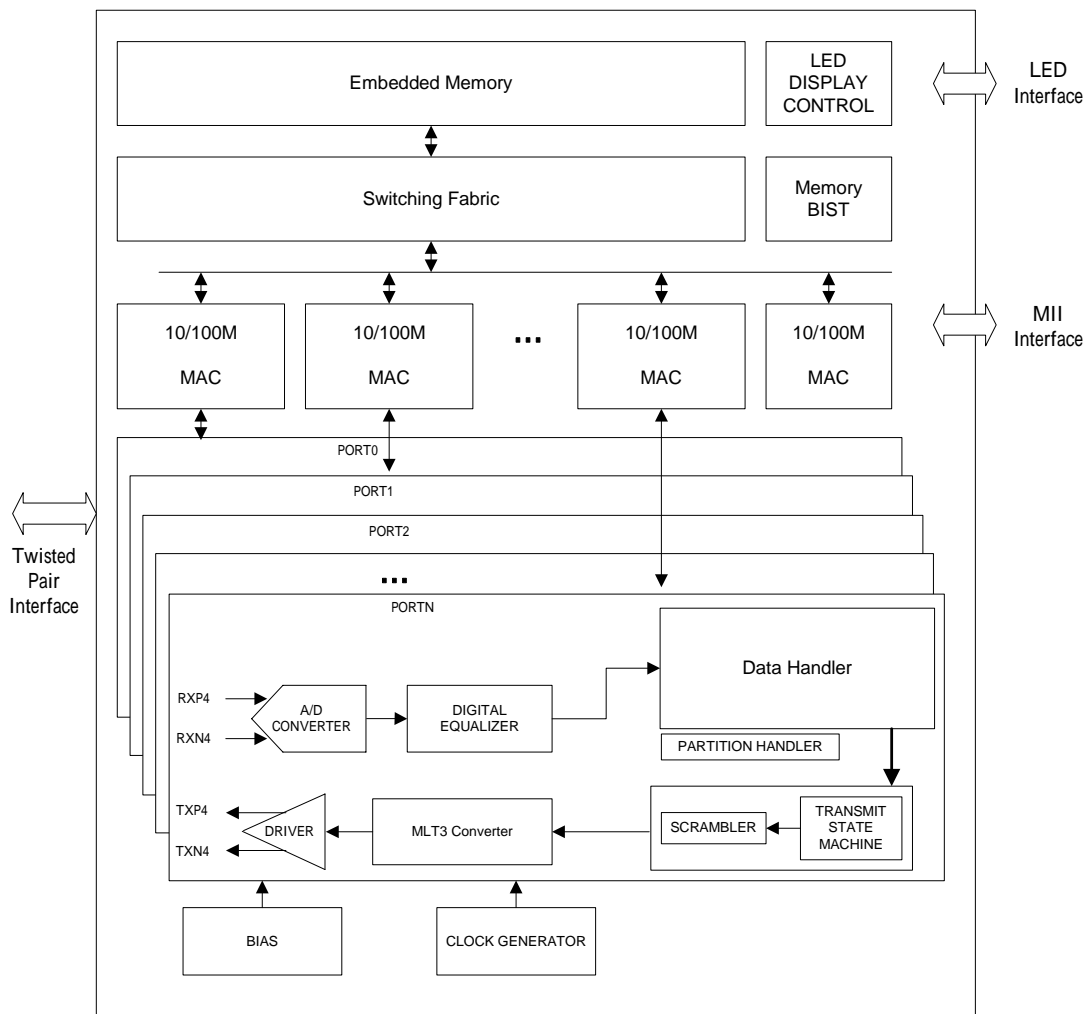 Embedded Memory
LED
DISPLAY
CONTROL
LED
Interface
Switching Fabric
Memory
BIST
10/100M
MAC
10/100M
MAC
...
10/100M
MAC
10/100M
MAC
MII
Interface
PORT0
PORT1
PORT2
...
PORTN
Twisted
Pair
Interface
Data Handler
RXP4
RXN4
A/D
CONVERTER
DIGITAL
EQUALIZER
PARTITION HANDLER
TXP4
TXN4
DRIVER
MLT3 Converter
SCRAMBLER
TRANSMIT
STATE
MACHINE
BIAS
CLOCK GENERATOR